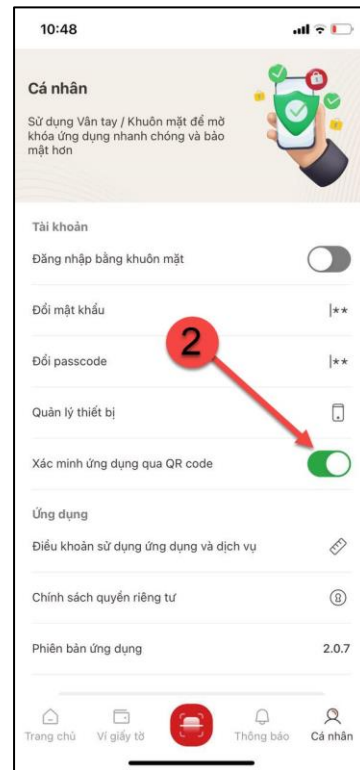 10:48
Cá nhân
Sử dụng Vân tay / Khuôn mặt để mở
khóa ứng dụng nhanh chóng và bảo
mật hơn
Tài khoản
Đăng nhập bằng khuôn mặt
Đổi mật khẩu |**
Đổi passcode |**
2
Quản lý thiết bị
Xác minh ứng dụng qua QR code
Ứng dụng
Điều khoản sử dụng ứng dụng và dịch vụ
Chính sách quyền riêng tư
Phiên bản ứng dụng 2.0.7
Trang chủ Ví giấy tờ Thông báo Cá nhân